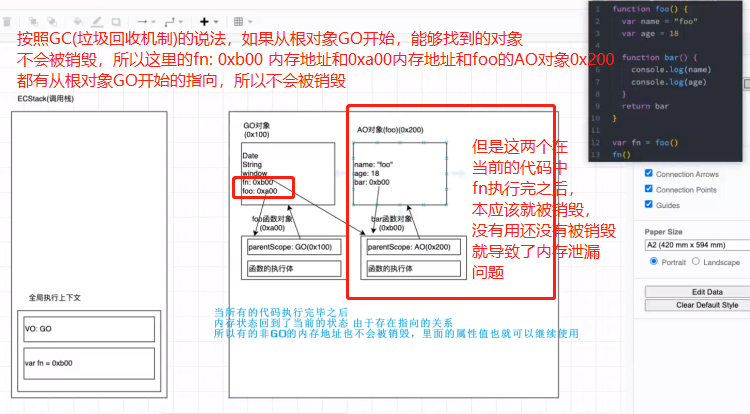 按照GC(垃圾回收机制)的说法，如果从根对象GO开始，能够找到的对象
不会被销毁，所以这里的fn: 0xb00 内存地址和0xa00内存地址和foo的AO对象0x200
都有从根对象GO开始的指向，所以不会被销毁
1 function foo() {
2 var name = "foo"
3 var age = 18
4
5 function bar() {
6 console.log(name)
7 console.log(age)
8 }
9 return bar
10 }
11
12 var fn = foo()
13 fn()
ECStack(调用栈)
全局执行上下文
VO: GO
var fn = 0xb00
GO对象
(0x100)
Date
String
window
fn: 0xb00
foo: 0xa00
AO对象(foo)(0x200)
name: "foo"
age: 18
bar: 0xb00
foo函数对象
(0xa00)
parentScope: GO(0x100)
函数的执行体
bar函数对象
(0xb00)
parentScope: AO(0x200)
函数的执行体
但是这两个在
当前的代码中
fn执行完之后，
本应该就被销毁，
没有用还没有被销毁
就导致了内存泄漏
问题
当所有的代码执行完毕之后
内存状态回到了当前的状态 由于存在指向的关系
所以有的非GO的内存地址也不会被销毁，里面的属性值也就可以继续使用
Connection Arrows
Connection Points
Guides
Paper Size
A2 (420 mm x 594 mm)
Portrait
Landscape
Edit Data
Clear Default Style